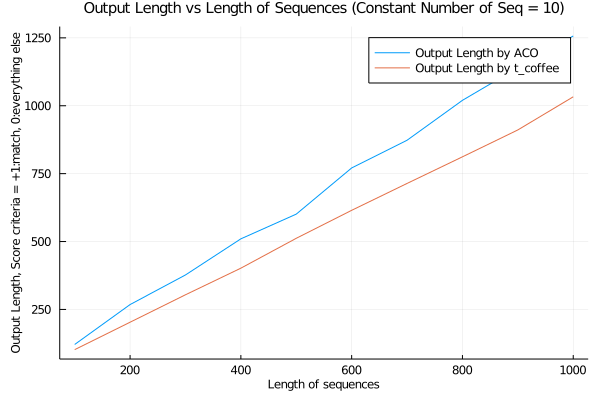 Output Length vs Length of Sequences (Constant Number of Seq = 10)
Output Length, Score criteria = +1:match, 0:everything else
1250
1000
750
500
250
Output Length by ACO
Output Length by t_coffee
200 400 600 800 1000
Length of sequences